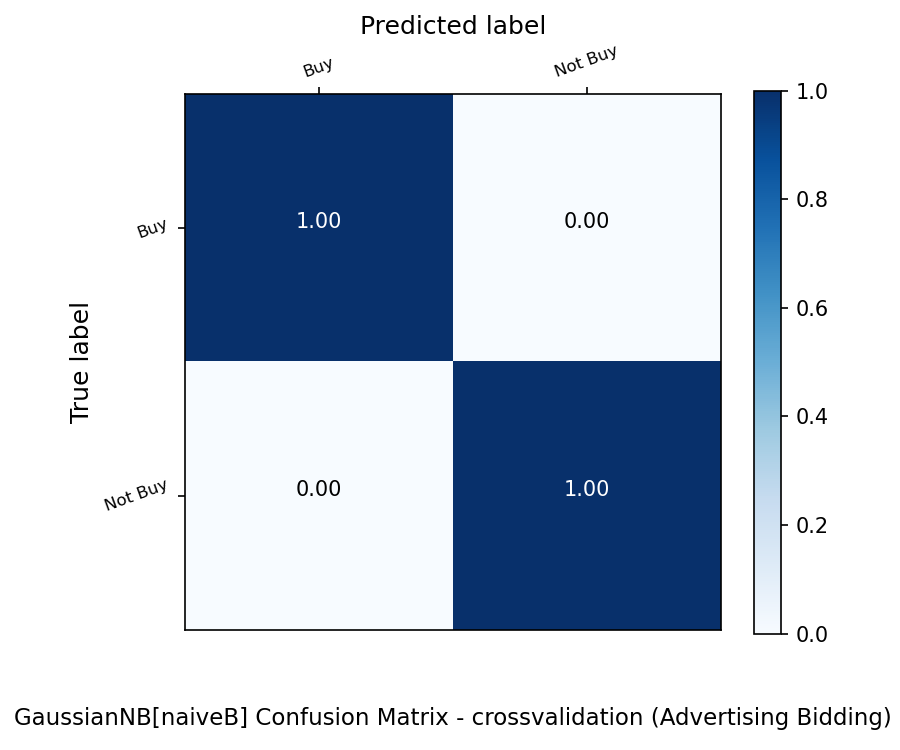 Predicted label
Buy
Not Buy
1.0
Buy
1.00
0.00
0.8
0.6
True label
0.4
Not Buy
0.00
1.00
0.2
0.0
GaussianNB[naiveB] Confusion Matrix - crossvalidation (Advertising Bidding)